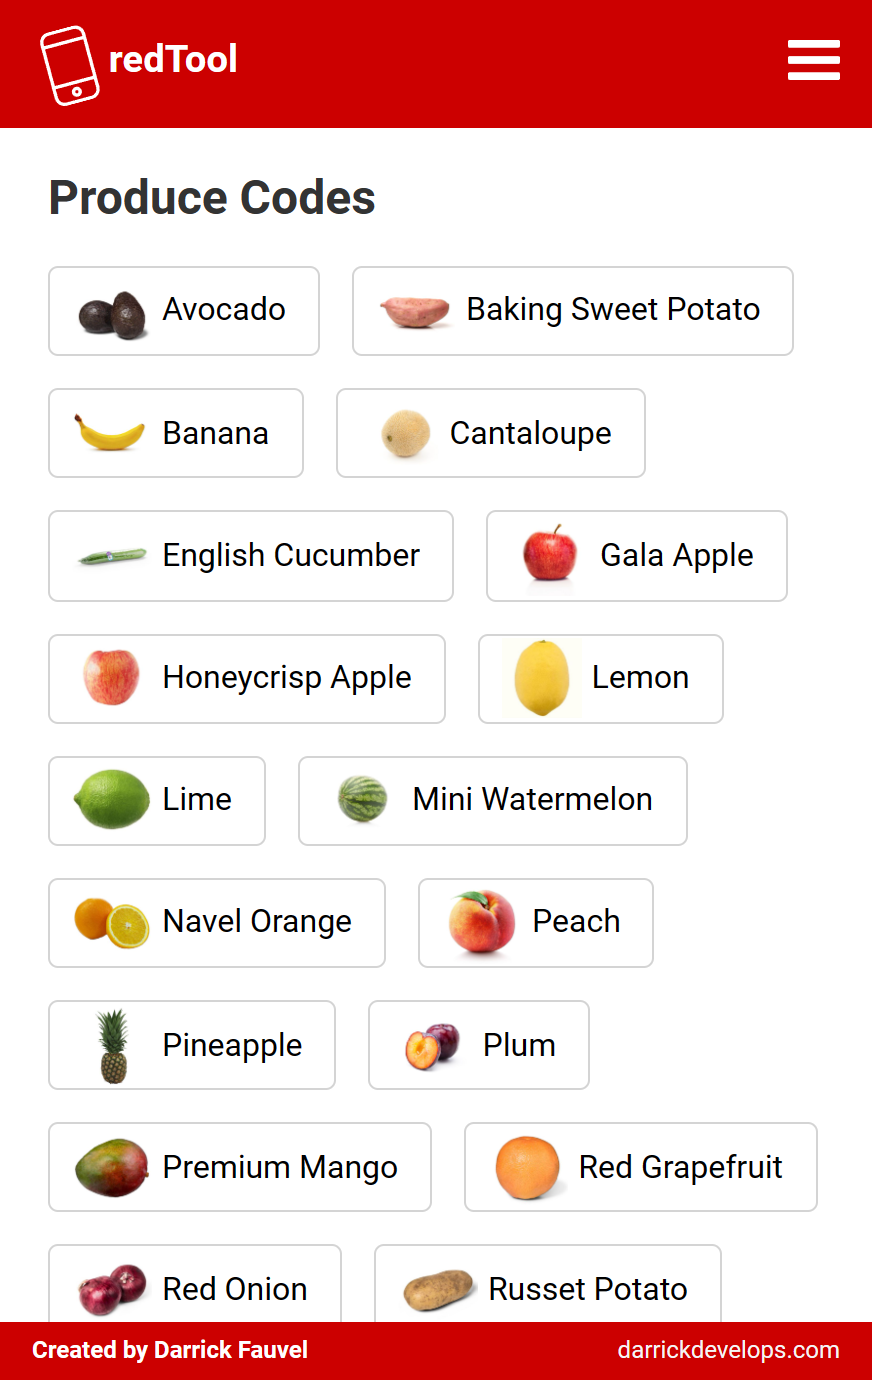 redTool
Produce Codes
Avocado
Baking Sweet Potato
Banana
Cantaloupe
English Cucumber
Gala Apple
Honeycrisp Apple
Lemon
Lime
Mini Watermelon
Navel Orange
Peach
Pineapple
Plum
Premium Mango
Red Grapefruit
Red Onion
Russet Potato
Created by Darrick Fauvel
darrickdevelops.com